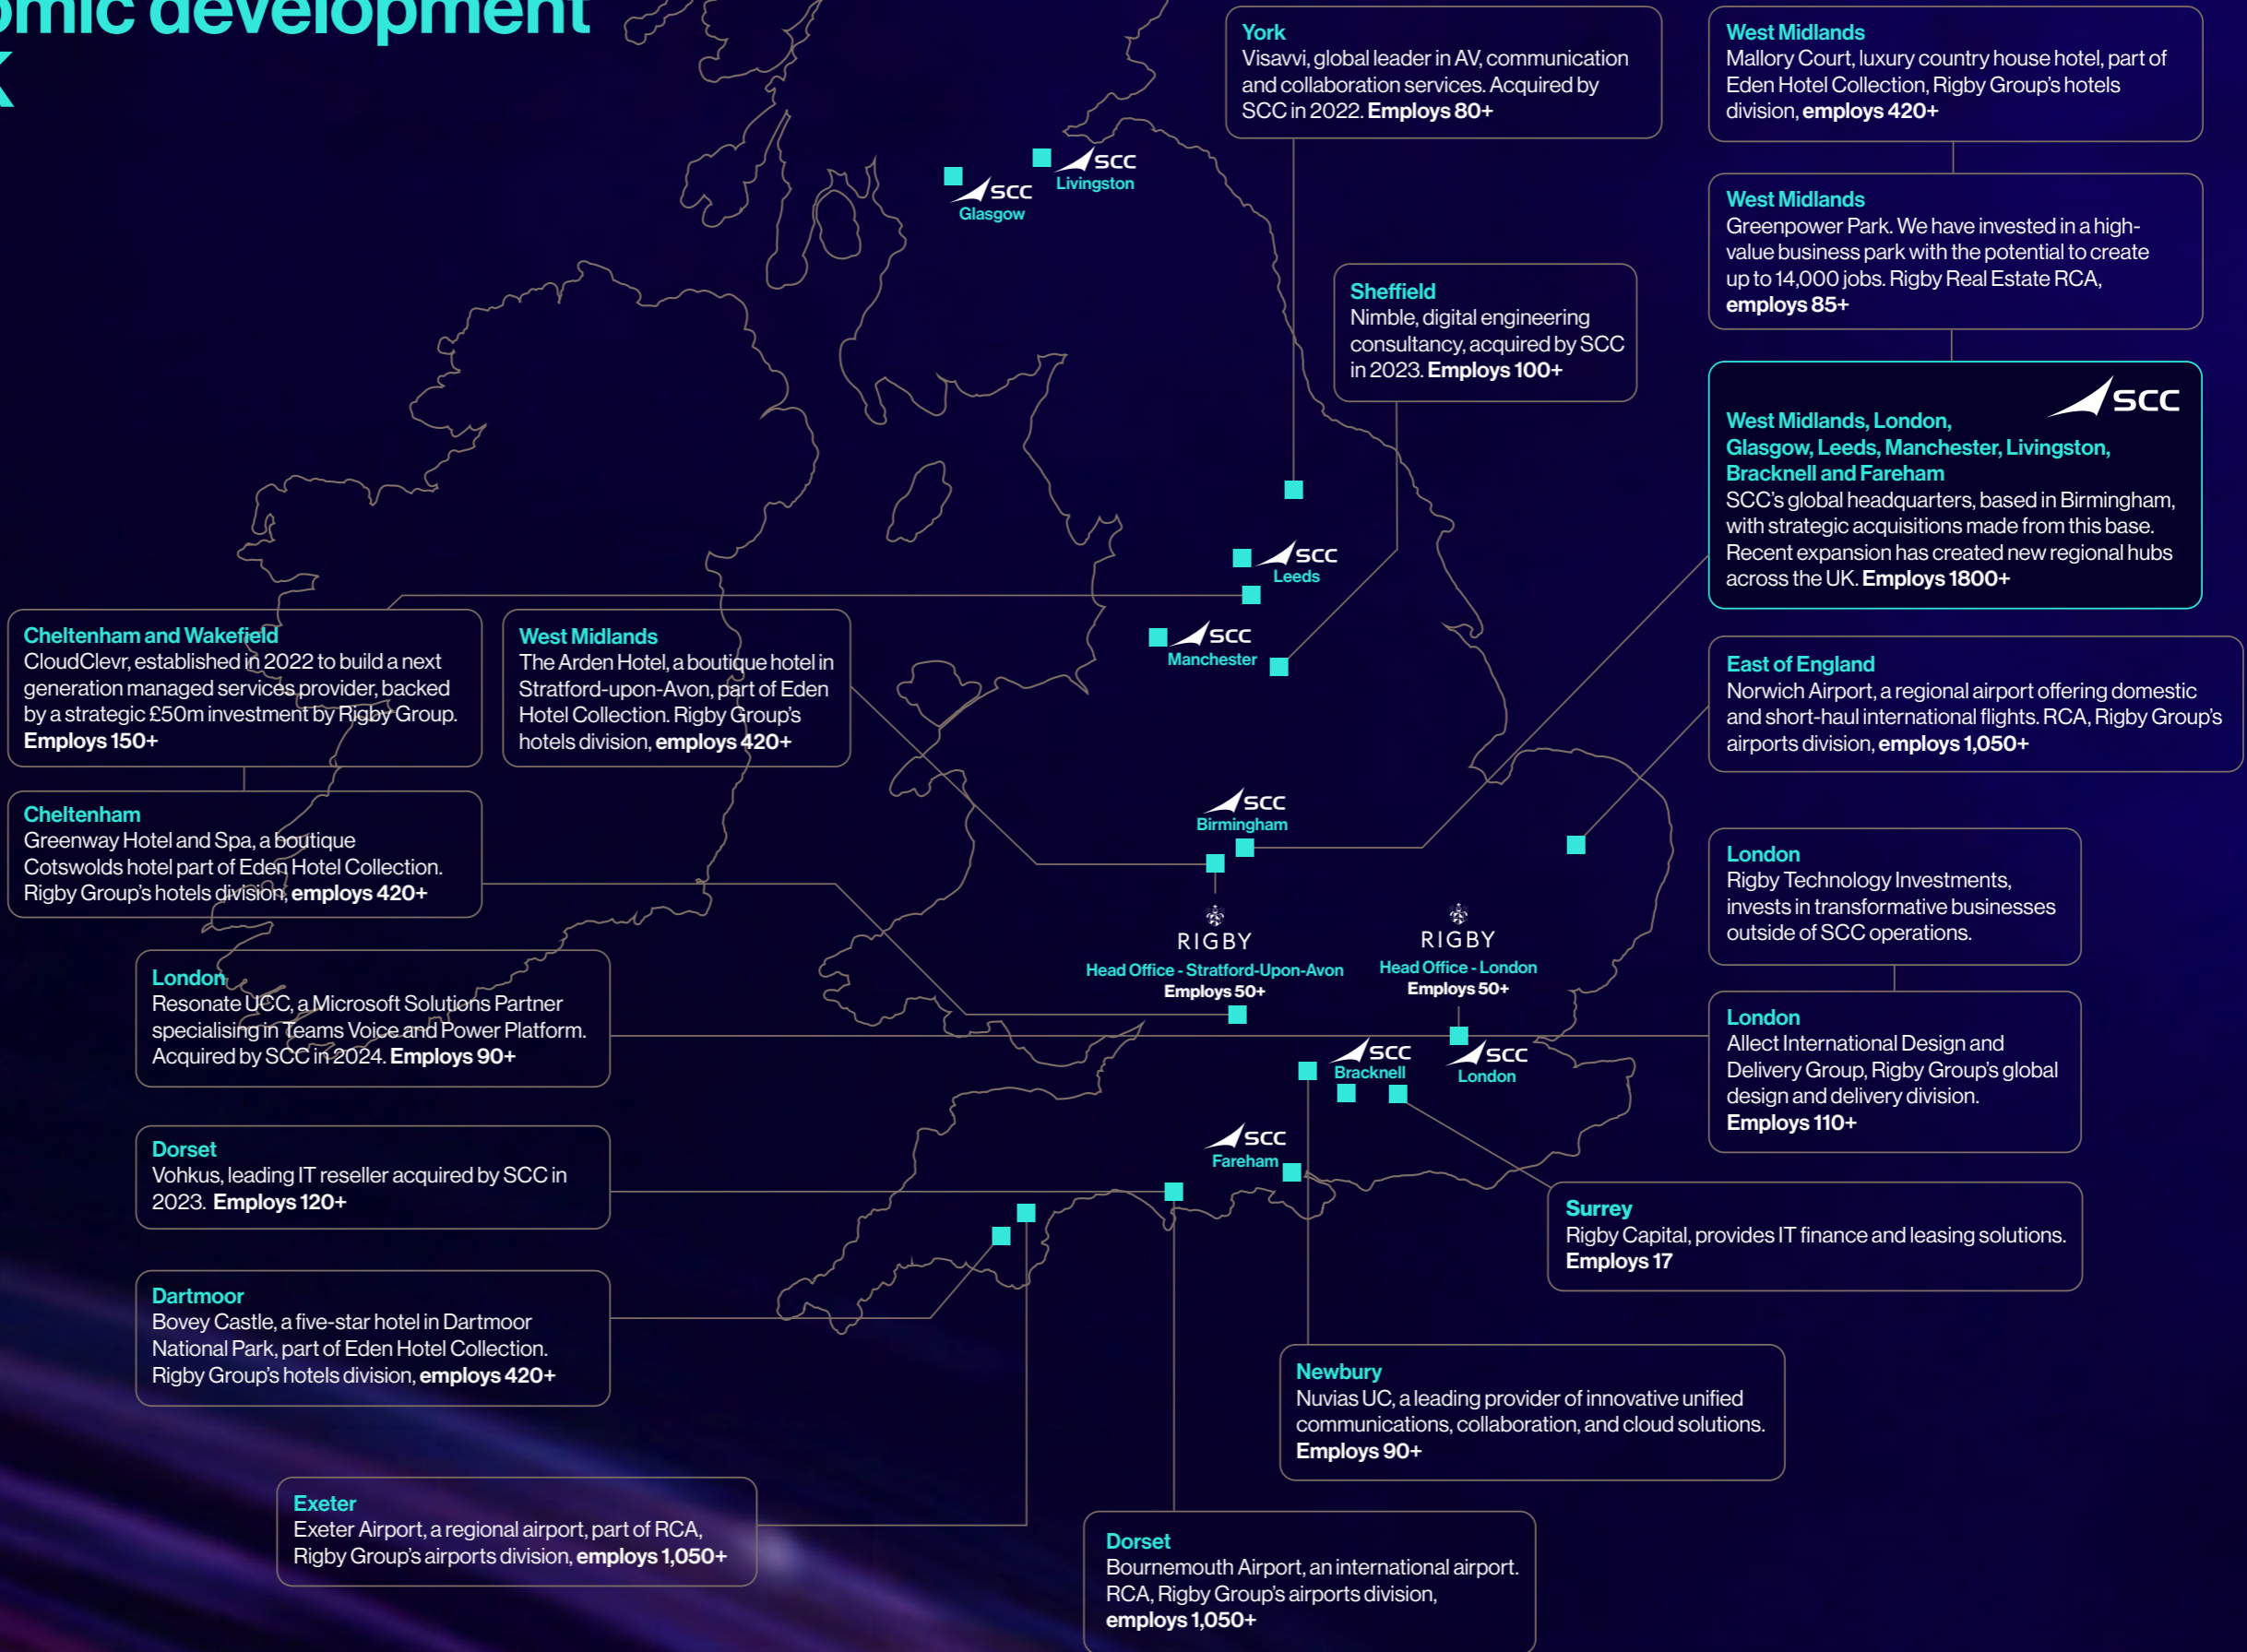 omic development
K
York
Visavvi, global leader in AV, communication
and collaboration services. Acquired by
SCC in 2022. Employs 80+
West Midlands
Mallory Court, luxury country house hotel, part of
Eden Hotel Collection, Rigby Group's hotels
division, employs 420+
West Midlands
Greenpower Park. We have invested in a high-
value business park with the potential to create
up to 14,000 jobs. Rigby Real Estate RCA,
employs 85+
SCC
Livingston
SCC
Glasgow
Sheffield
Nimble, digital engineering
consultancy, acquired by SCC
in 2023. Employs 100+
SCC
West Midlands, London,
Glasgow, Leeds, Manchester, Livingston,
Bracknell and Fareham
SCC's global headquarters, based in Birmingham,
with strategic acquisitions made from this base.
Recent expansion has created new regional hubs
across the UK. Employs 1800+
SCC
Leeds
SCC
Manchester
Cheltenham and Wakefield
CloudClevr, established in 2022 to build a next
generation managed services provider, backed
by a strategic £50m investment by Rigby Group.
Employs 150+
West Midlands
The Arden Hotel, a boutique hotel in
Stratford-upon-Avon, part of Eden
Hotel Collection. Rigby Group's
hotels division, employs 420+
East of England
Norwich Airport, a regional airport offering domestic
and short-haul international flights. RCA, Rigby Group's
airports division, employs 1,050+
Cheltenham
Greenway Hotel and Spa, a boutique
Cotswolds hotel part of Eden Hotel Collection.
Rigby Group's hotels division, employs 420+
SCC
Birmingham
RIGBY
Head Office - Stratford-Upon-Avon
Employs 50+
RIGBY
Head Office - London
Employs 50+
London
Rigby Technology Investments,
invests in transformative businesses
outside of SCC operations.
London
Resonate UCC, a Microsoft Solutions Partner
specialising in Teams Voice and Power Platform.
Acquired by SCC in 2024. Employs 90+
SCC
Bracknell
SCC
London
London
Allect International Design and
Delivery Group, Rigby Group's global
design and delivery division.
Employs 110+
Dorset
Vohkus, leading IT reseller acquired by SCC in
2023. Employs 120+
SCC
Fareham
Surrey
Rigby Capital, provides IT finance and leasing solutions.
Employs 17
Dartmoor
Bovey Castle, a five-star hotel in Dartmoor
National Park, part of Eden Hotel Collection.
Rigby Group's hotels division, employs 420+
Newbury
Nuvias UC, a leading provider of innovative unified
communications, collaboration, and cloud solutions.
Employs 90+
Exeter
Exeter Airport, a regional airport, part of RCA,
Rigby Group's airports division, employs 1,050+
Dorset
Bournemouth Airport, an international airport.
RCA, Rigby Group's airports division,
employs 1,050+